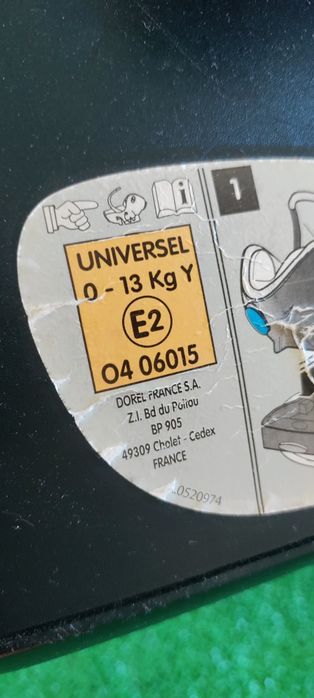 1
UNIVERSEL
0 - 13 Kg Y
E2
04 06015
DOREL FRANCE S.A.
Z.I. Bd du Poitou
BP 905
49309 Cholet - Cedex
FRANCE
0520974